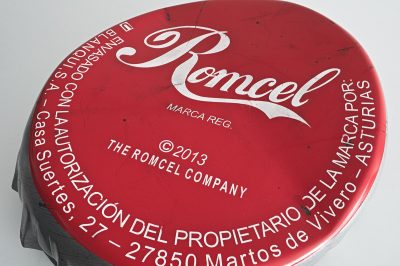 Romcel
MARCA REG.
©2013
THE ROMCEL COMPANY
ENVASADO CON LA AUTORIZACIÓN DEL PROPIETARIO DE LA MARCA POR:
BLANQUI, S.A. - Casa Suertes, 27 - 27850 Martos de Vivero - ASTURIAS